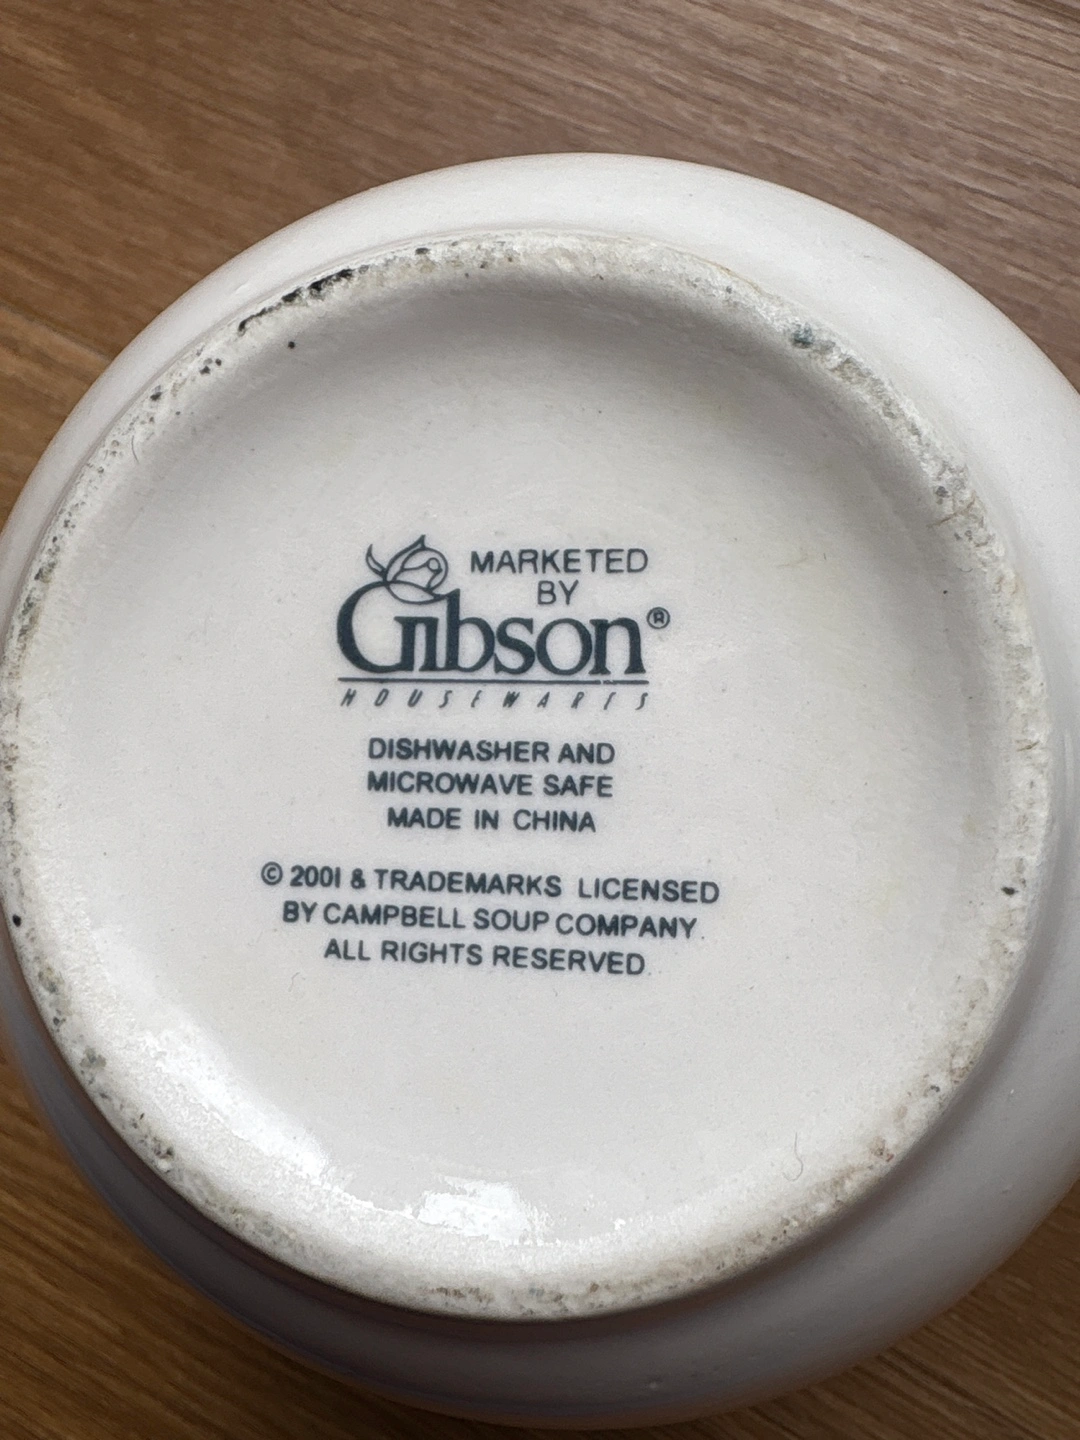 MARKETED
BY
Gibson®
HOUSEWARES
DISHWASHER AND
MICROWAVE SAFE
MADE IN CHINA
© 2001 & TRADEMARKS LICENSED
BY CAMPBELL SOUP COMPANY
ALL RIGHTS RESERVED